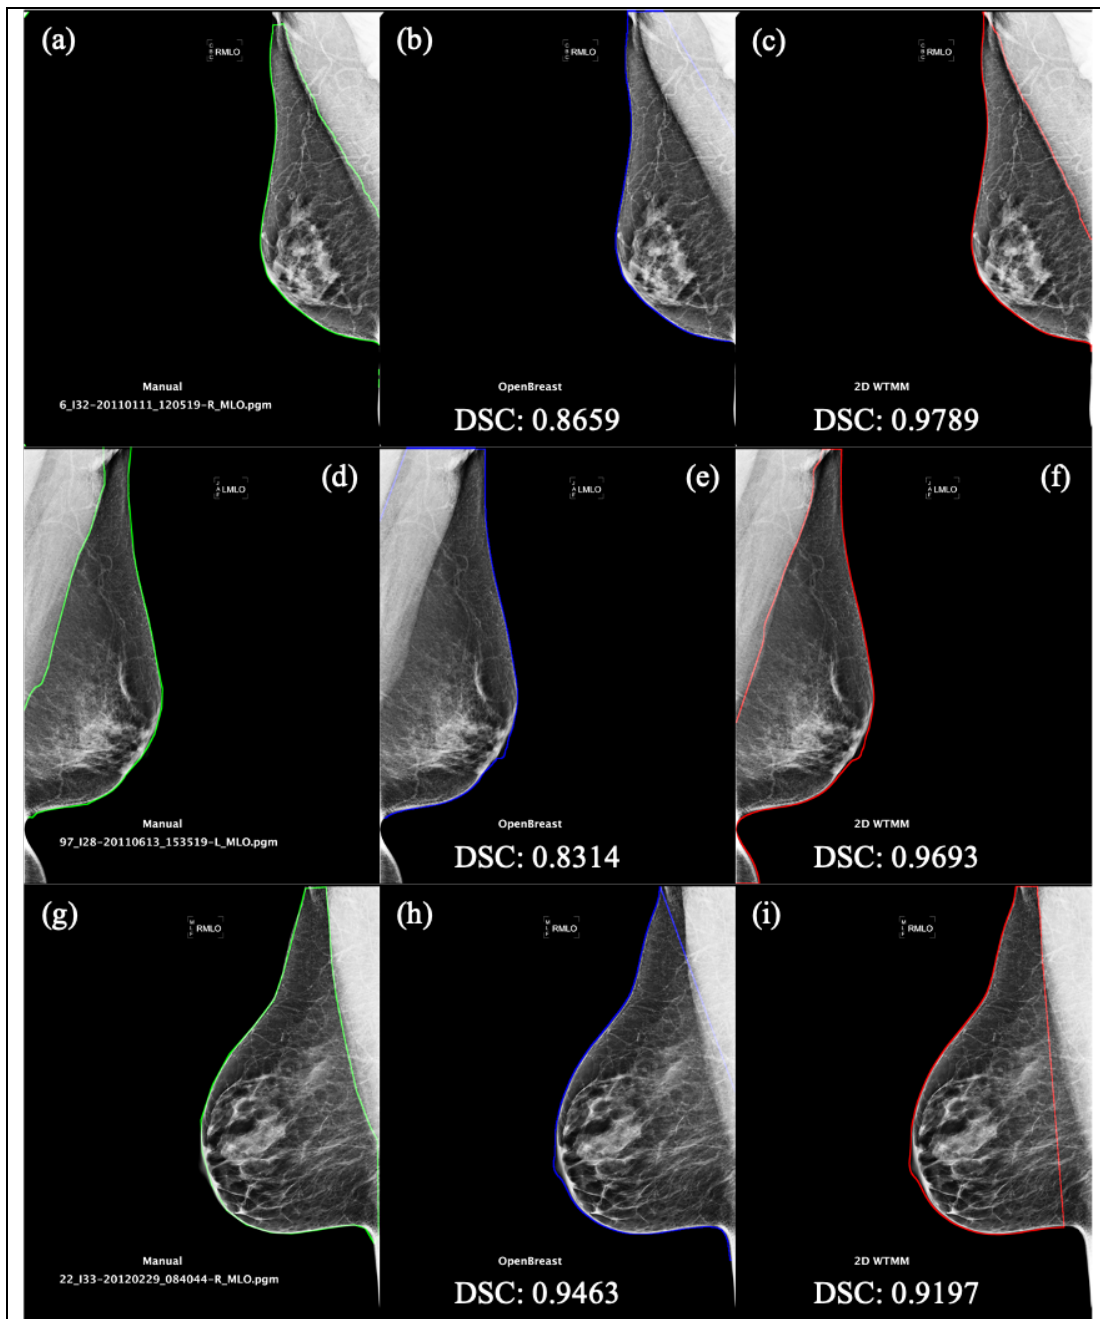 (a)
RMLO
(b)
RMLO
(c)
RMLO
Manual
6_I32-20110111_120519-R_MLO.pgm
OpenBreast
DSC: 0.8659
2D WTMM
DSC: 0.9789
(d)
LMLO
(e)
LMLO
(f)
LMLO
Manual
97_I28-20110613_153519-L_MLO.pgm
OpenBreast
DSC: 0.8314
2D WTMM
DSC: 0.9693
(g)
RMLO
(h)
RMLO
(i)
RMLO
Manual
22_I33-20120229_084044-R_MLO.pgm
OpenBreast
DSC: 0.9463
2D WTMM
DSC: 0.9197